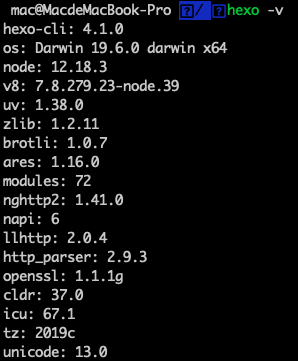 mac@MacdeMacBook-Pro ? / ? hexo -v
hexo-cli: 4.1.0
os: Darwin 19.6.0 darwin x64
node: 12.18.3
v8: 7.8.279.23-node.39
uv: 1.38.0
zlib: 1.2.11
brotli: 1.0.7
ares: 1.16.0
modules: 72
nghttp2: 1.41.0
napi: 6
llhttp: 2.0.4
http_parser: 2.9.3
openssl: 1.1.1g
cldr: 37.0
icu: 67.1
tz: 2019c
unicode: 13.0